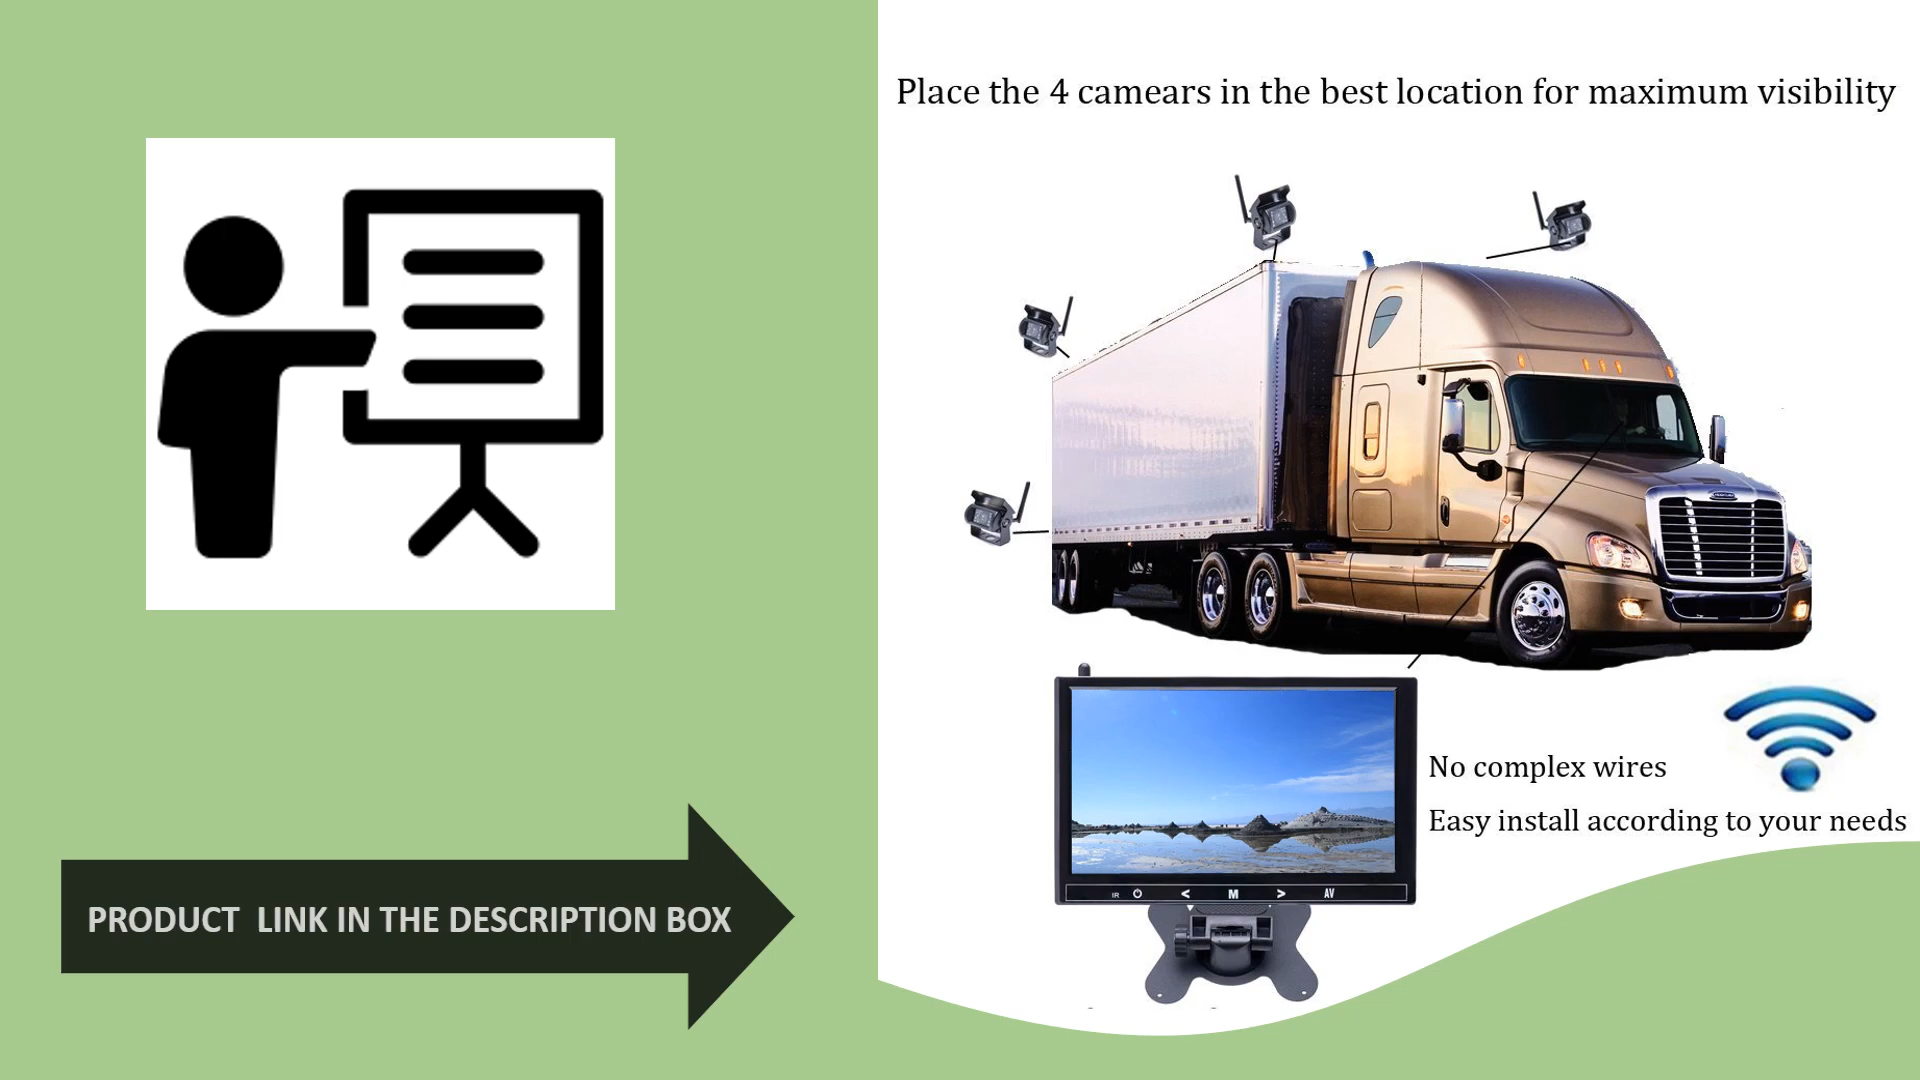 Place the 4 camears in the best location for maximum visibility
No complex wires
Easy install according to your needs
IR < M > AV
PRODUCT LINK IN THE DESCRIPTION BOX